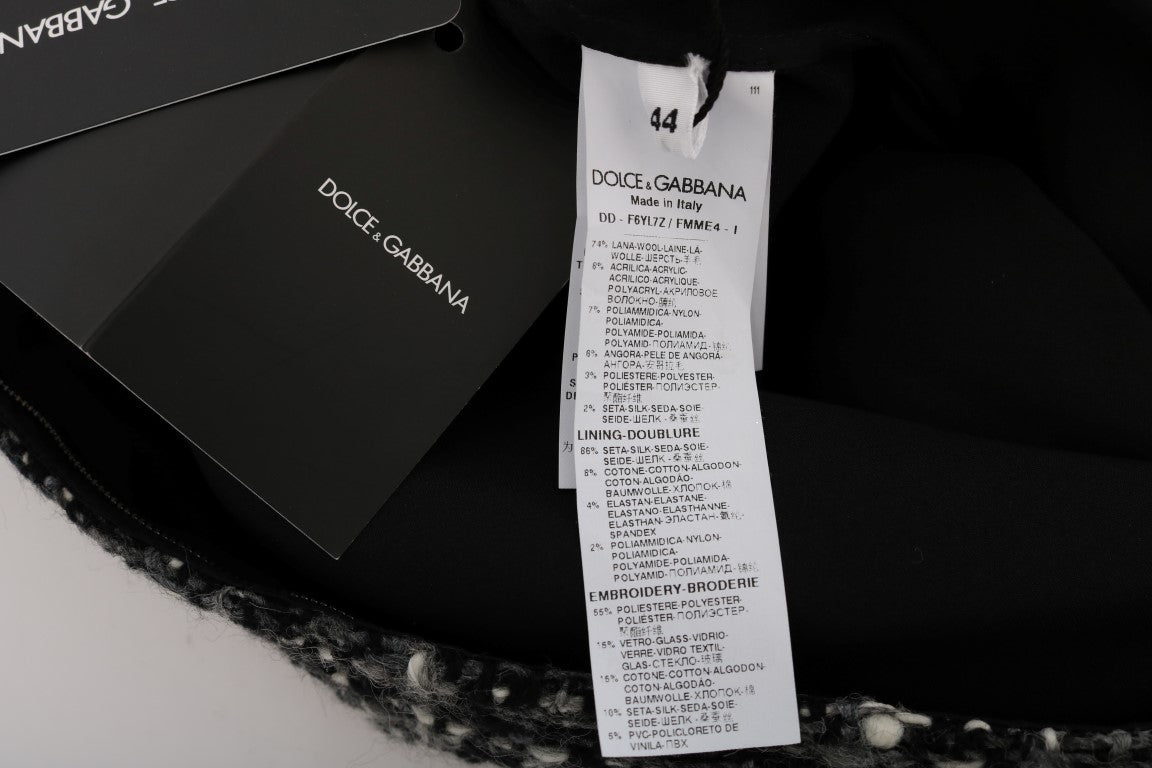 GABBANA
DOLCE & GABBANA
111
44
DOLCE & GABBANA
Made in Italy
DD - F6YL7Z / FMME4 - I
74% LANA-WOOL-LAINE-LÃ-
WOLLE-ШЕРСТЬ-羊毛
8% ACRILICA-ACRYLIC-
ACRILICO-ACRYLIQUE-
POLYACRYL-АКРИЛОВОЕ
ВОЛОКНО-腈纶
7% POLIAMMIDICA-NYLON-
POLIAMIDICA-
POLYAMIDE-POLIAMIDA-
POLYAMID-ПОЛИАМИД-锦纶
6% ANGORA-PELE DE ANGORÁ-
АНГОРА-安哥拉毛
3% POLIESTERE-POLYESTER-
POLIÉSTER-ПОЛИЭСТЕР-
聚酯纤维
2% SETA-SILK-SEDA-SOIE-
SEIDE-ШЕЛК-桑蚕丝
LINING-DOUBLURE
88% SETA-SILK-SEDA-SOIE-
SEIDE-ШЕЛК-桑蚕丝
6% COTONE-COTTON-ALGODON-
COTON-ALGODÃO-
BAUMWOLLE-ХЛОПОК-棉
4% ELASTAN-ELASTANE-
ELASTANO-ELASTHANNE-
ELASTHAN-ЭЛАСТАН-氨纶-
SPANDEX
2% POLIAMMIDICA-NYLON-
POLIAMIDICA-
POLYAMIDE-POLIAMIDA-
POLYAMID-ПОЛИАМИД-锦纶
EMBROIDERY-BRODERIE
55% POLIESTERE-POLYESTER-
POLIÉSTER-ПОЛИЭСТЕР-
聚酯纤维
15% VETRO-GLASS-VIDRIO-
VERRE-VIDRO TEXTIL-
GLAS-СТЕКЛО-玻璃
15% COTONE-COTTON-ALGODON-
COTON-ALGODÃO-
BAUMWOLLE-ХЛОПОК-棉
10% SETA-SILK-SEDA-SOIE-
SEIDE-ШЕЛК-桑蚕丝
5% PVC-POLICLORETO DE
VINILA-ПВХ